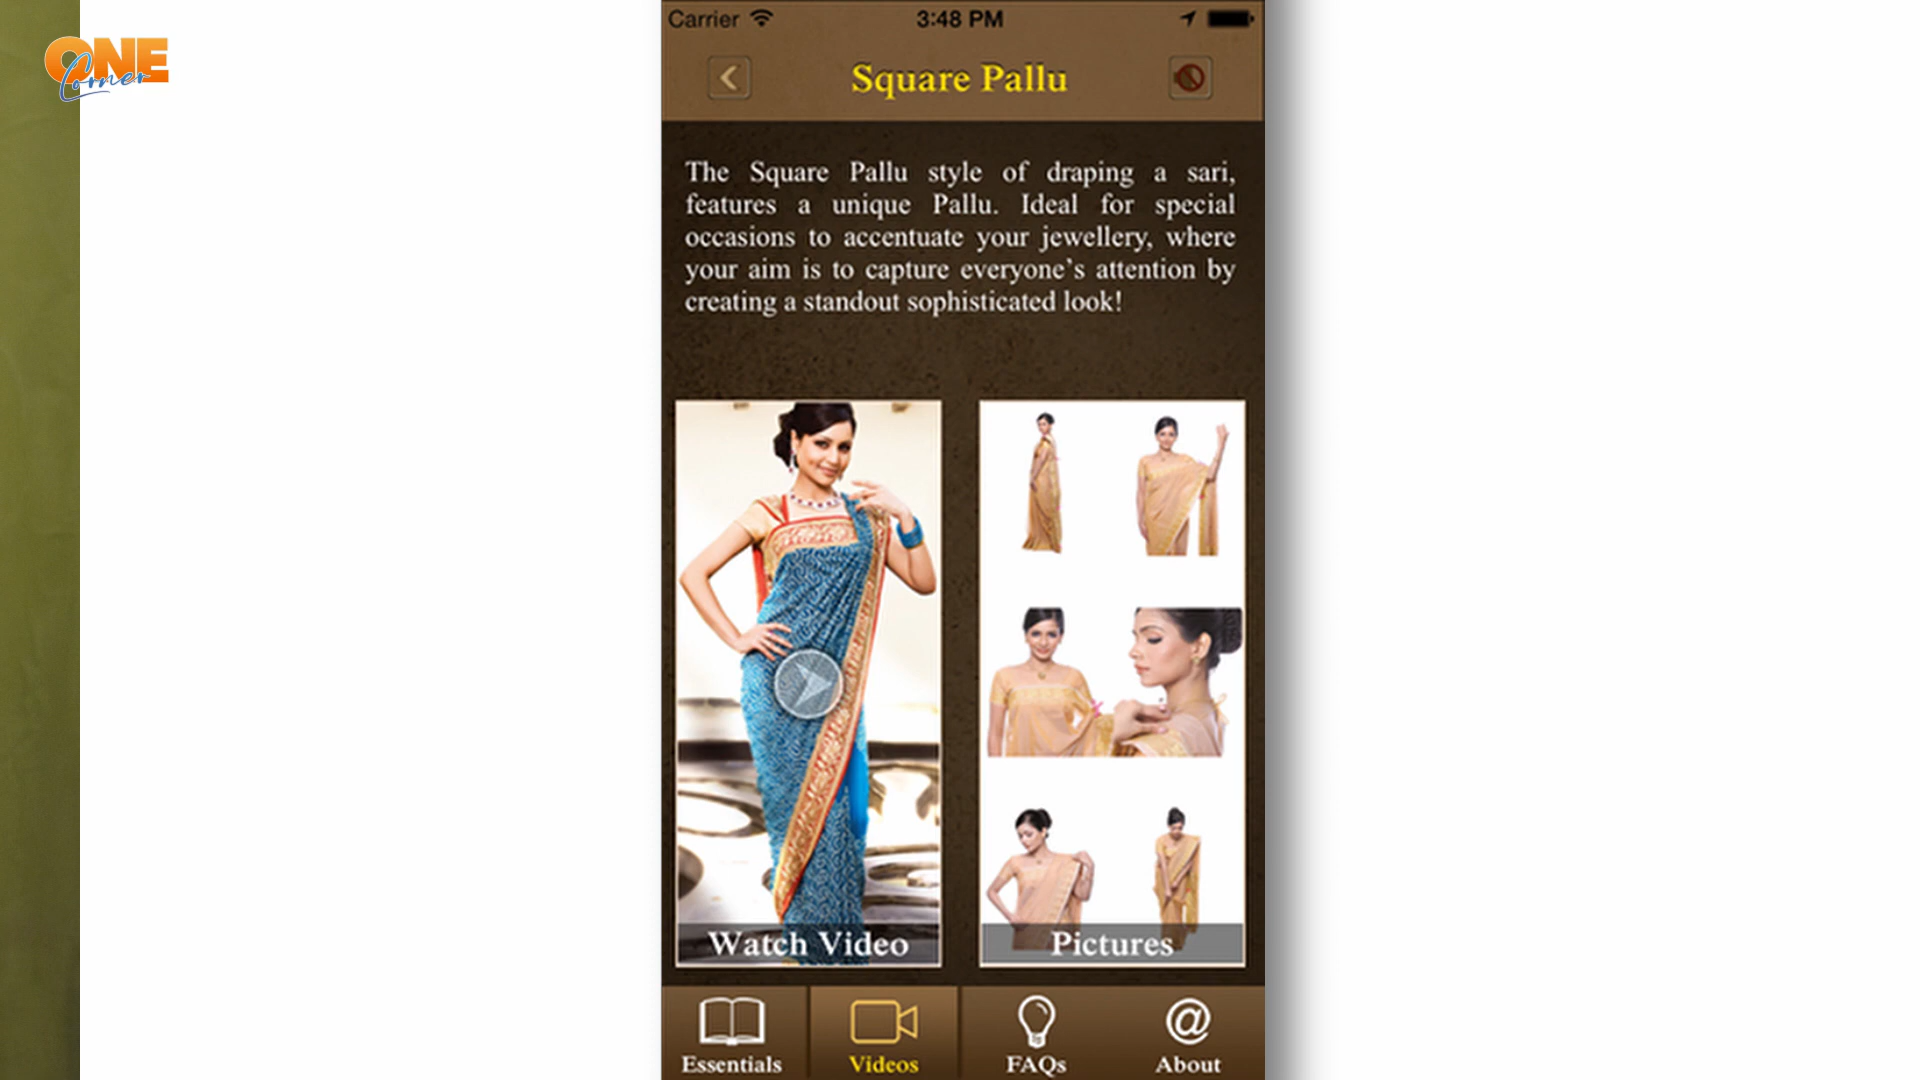 ONE
Corner
Carrier
3:48 PM
Square Pallu
The Square Pallu style of draping a sari,
features a unique Pallu. Ideal for special
occasions to accentuate your jewellery, where
your aim is to capture everyone's attention by
creating a standout sophisticated look!
Watch Video
Pictures
Essentials
Videos
FAQs
@
About